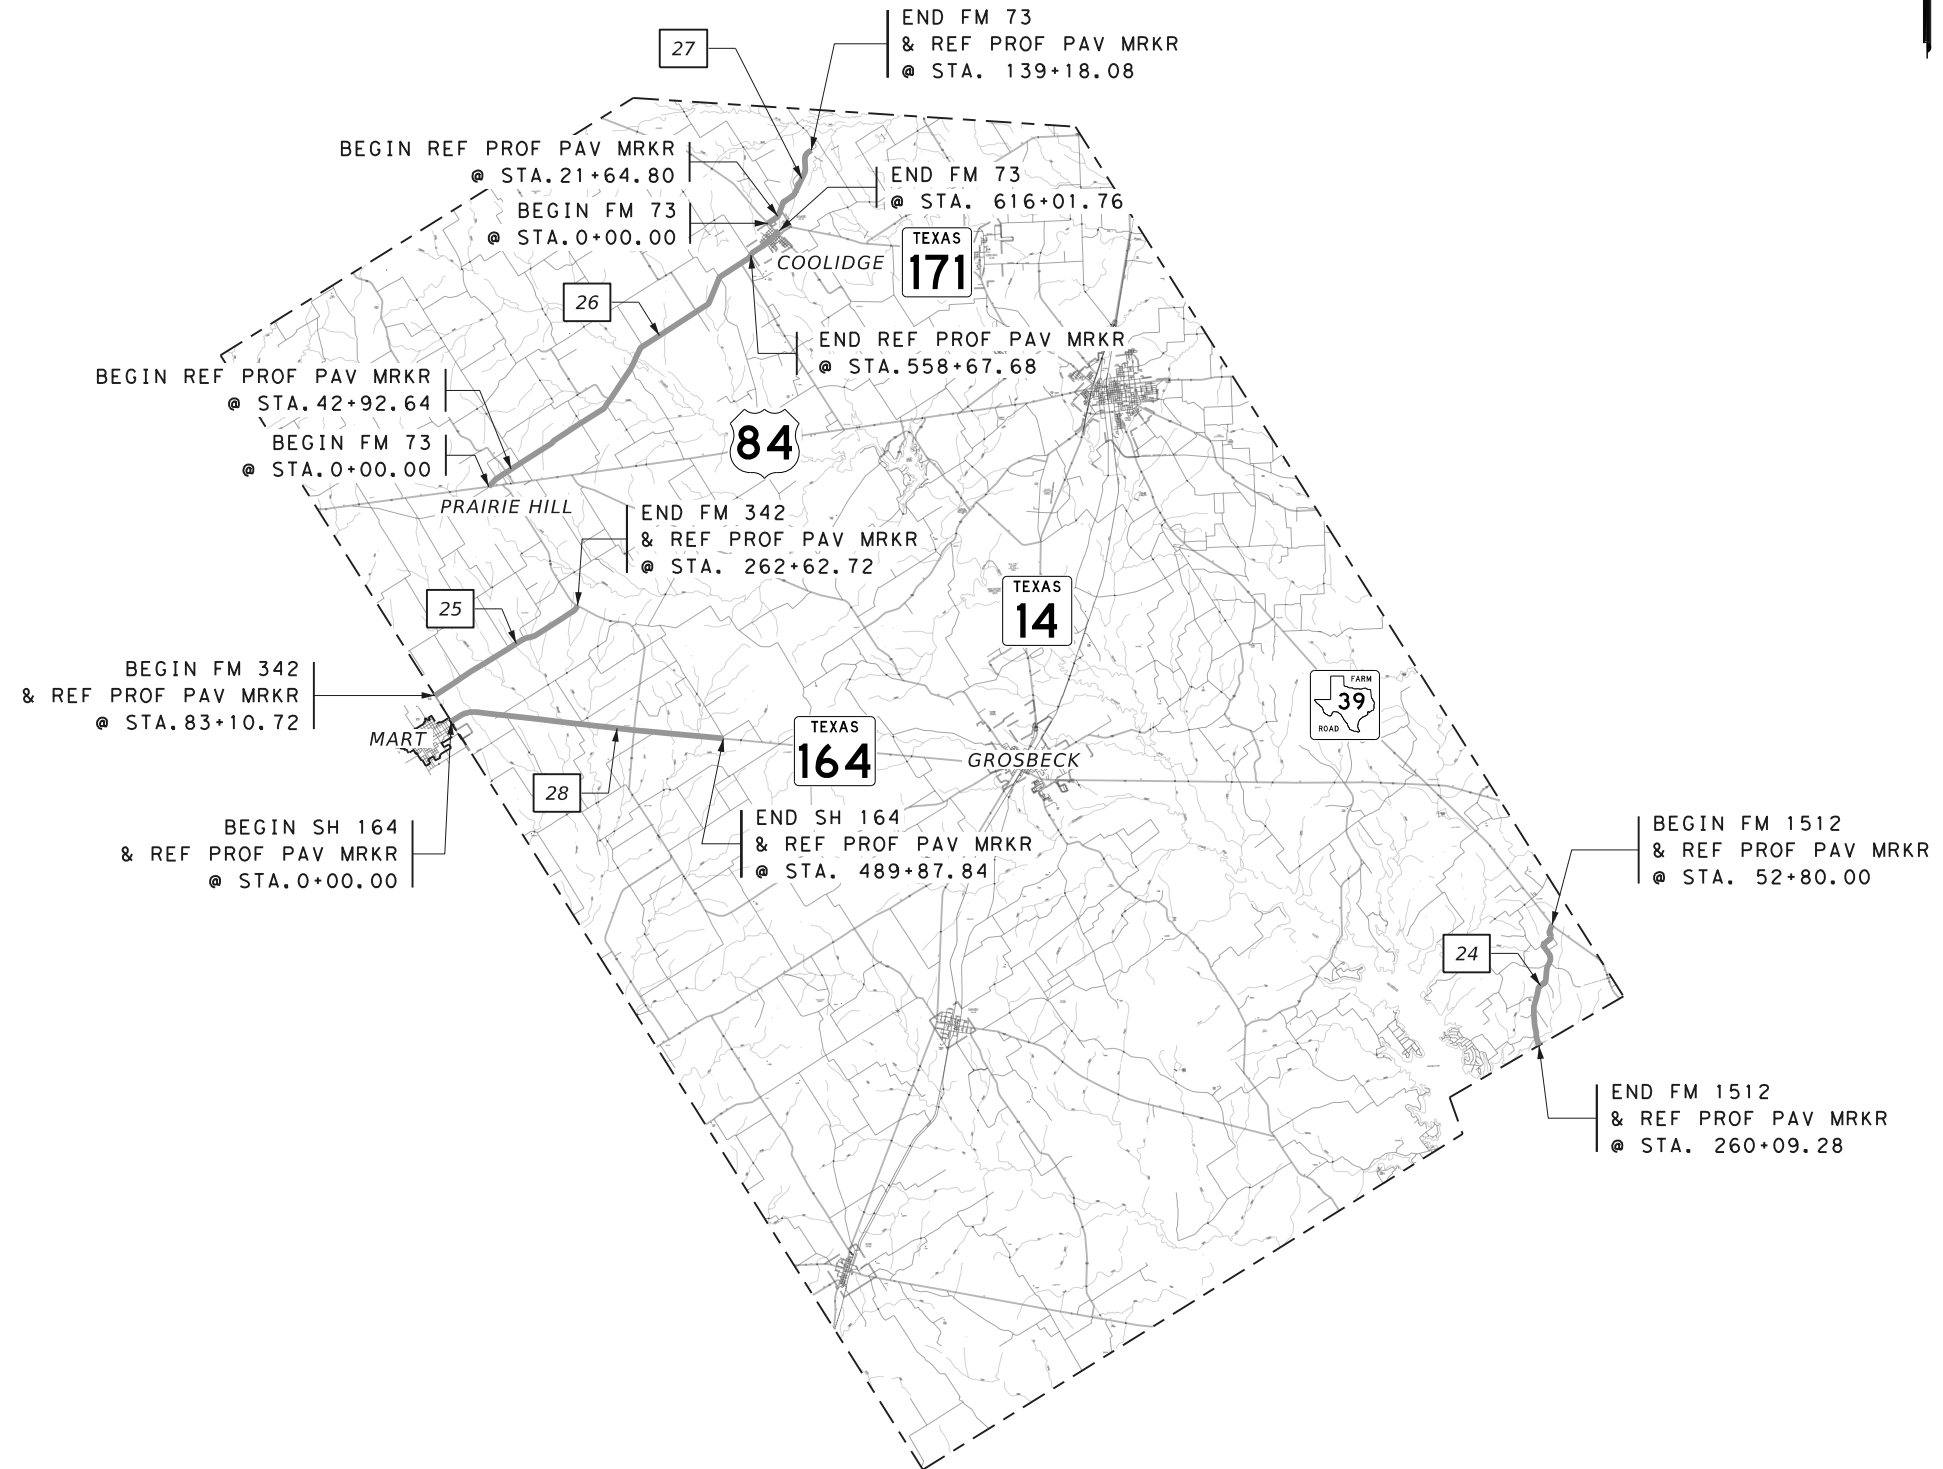 END FM 73
& REF PROF PAV MRKR
@ STA. 139+18.08
27
BEGIN REF PROF PAV MRKR
@ STA.21+64.80
END FM 73
@ STA. 616+01.76
BEGIN FM 73
@ STA.0+00.00
COOLIDGE
TEXAS
171
26
END REF PROF PAV MRKR
@ STA.558+67.68
BEGIN REF PROF PAV MRKR
@ STA.42+92.64
84
BEGIN FM 73
@ STA.0+00.00
PRAIRIE HILL
END FM 342
& REF PROF PAV MRKR
@ STA. 262+62.72
25
TEXAS
14
BEGIN FM 342
& REF PROF PAV MRKR
@ STA.83+10.72
FARM
39
ROAD
MART
TEXAS
164
GROSBECK
28
BEGIN SH 164
& REF PROF PAV MRKR
@ STA.0+00.00
END SH 164
& REF PROF PAV MRKR
@ STA. 489+87.84
BEGIN FM 1512
& REF PROF PAV MRKR
@ STA. 52+80.00
24
END FM 1512
& REF PROF PAV MRKR
@ STA. 260+09.28